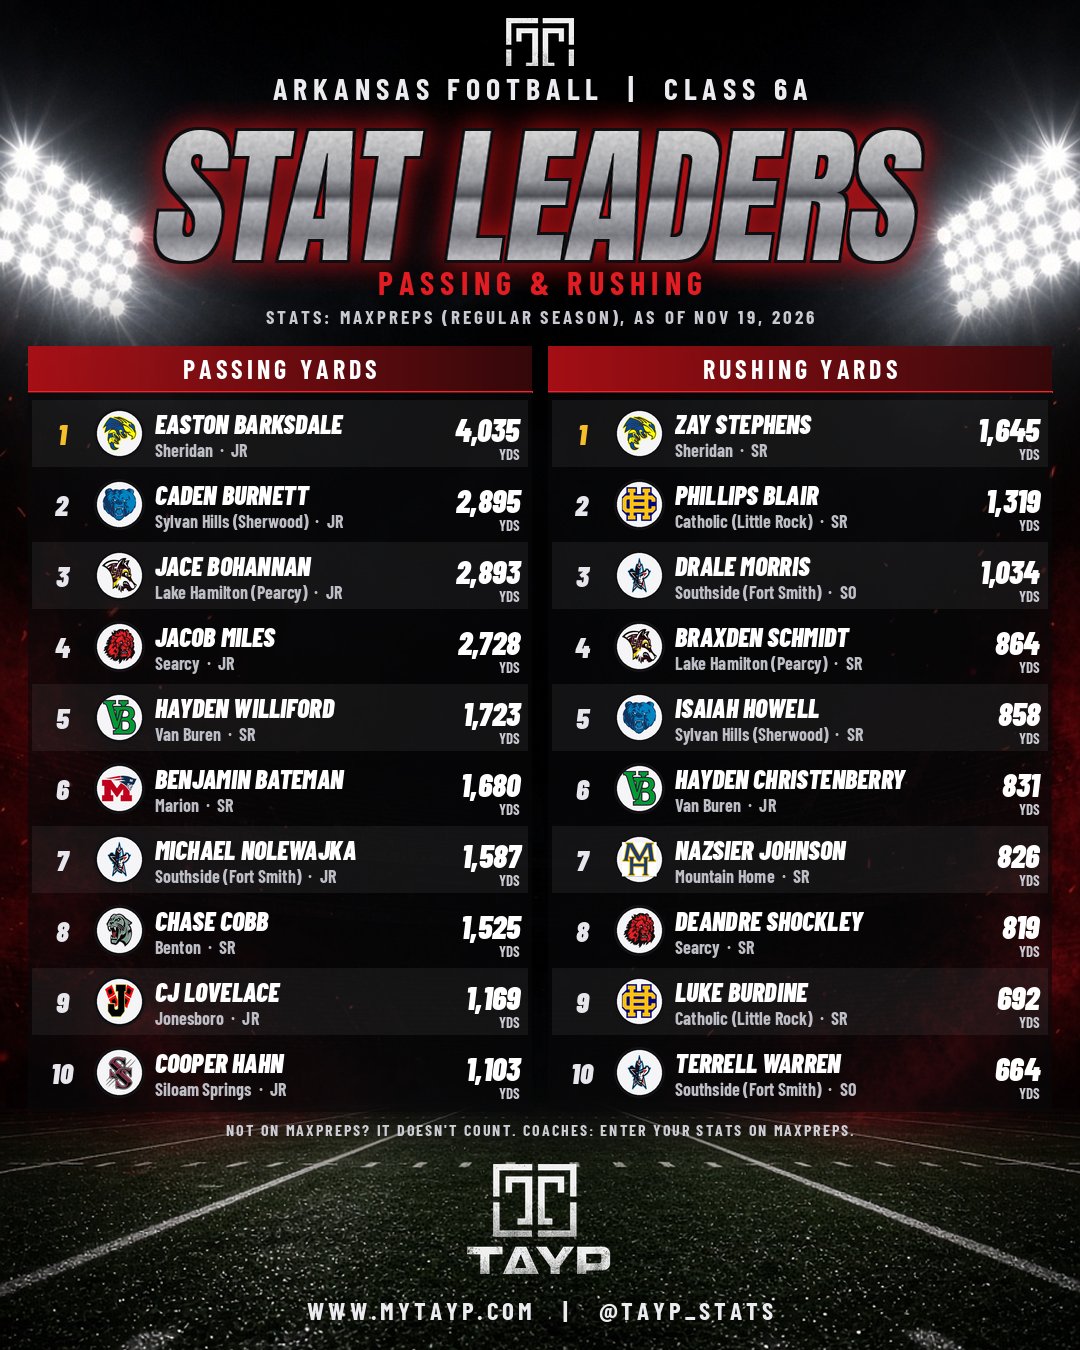 ARKANSAS FOOTBALL | CLASS 6A
STAT LEADERS
PASSING & RUSHING
STATS: MAXPREPS (REGULAR SEASON), AS OF NOV 19, 2026
PASSING YARDS
1 EASTON BARKSDALE 4,035
Sheridan · JR YDS
2 CADEN BURNETT 2,895
Sylvan Hills (Sherwood) · JR YDS
3 JACE BOHANNAN 2,893
Lake Hamilton (Pearcy) · JR YDS
4 JACOB MILES 2,728
Searcy · JR YDS
5 HAYDEN WILLIFORD 1,723
Van Buren · SR YDS
6 BENJAMIN BATEMAN 1,680
Marion · SR YDS
7 MICHAEL NOLEWAJKA 1,587
Southside (Fort Smith) · JR YDS
8 CHASE COBB 1,525
Benton · SR YDS
9 CJ LOVELACE 1,169
Jonesboro · JR YDS
10 COOPER HAHN 1,103
Siloam Springs · JR YDS
RUSHING YARDS
1 ZAY STEPHENS 1,645
Sheridan · SR YDS
2 PHILLIPS BLAIR 1,319
Catholic (Little Rock) · SR YDS
3 DRALE MORRIS 1,034
Southside (Fort Smith) · SO YDS
4 BRAXDEN SCHMIDT 864
Lake Hamilton (Pearcy) · SR YDS
5 ISAIAH HOWELL 858
Sylvan Hills (Sherwood) · SR YDS
6 HAYDEN CHRISTENBERRY 831
Van Buren · JR YDS
7 NAZSIER JOHNSON 826
Mountain Home · SR YDS
8 DEANDRE SHOCKLEY 819
Searcy · SR YDS
9 LUKE BURDINE 692
Catholic (Little Rock) · SR YDS
10 TERRELL WARREN 664
Southside (Fort Smith) · SO YDS
NOT ON MAXPREPS? IT DOESN'T COUNT. COACHES: ENTER YOUR STATS ON MAXPREPS.
TAYP
WWW.MYTAYP.COM | @TAYP_STATS